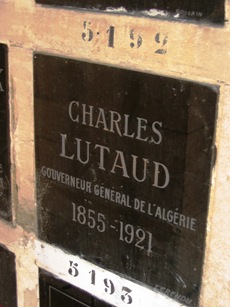 5192
CHARLES
LUTAUD
GOUVERNEUR GÉNÉRAL DE L'ALGÉRIE
1855-1921
5193